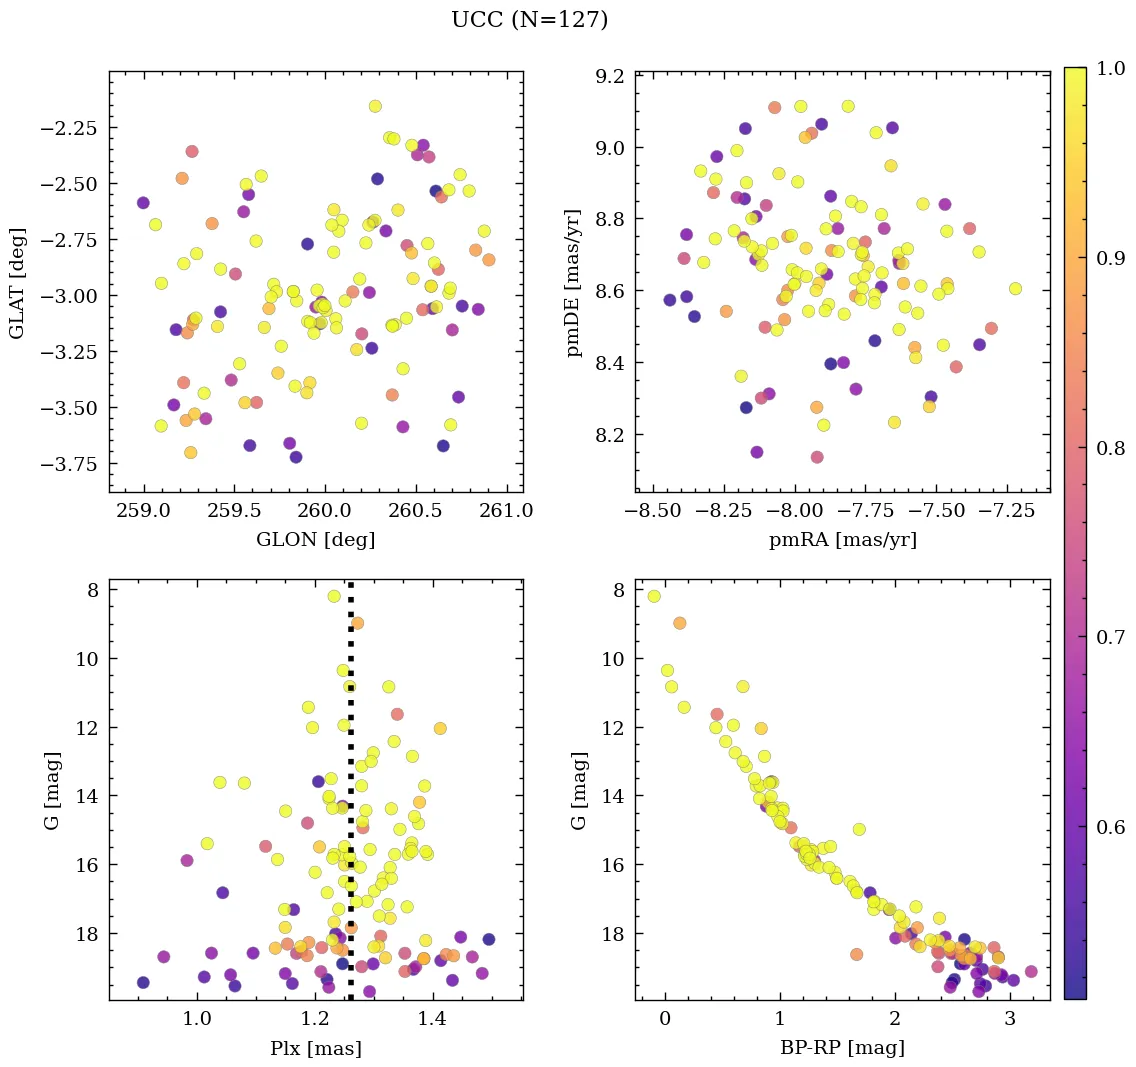 UCC (N=127)
−2.25
−2.50
−2.75
−3.00
−3.25
−3.50
−3.75
GLAT [deg]
259.0 259.5 260.0 260.5 261.0
GLON [deg]
9.2
9.0
8.8
8.6
8.4
8.2
pmDE [mas/yr]
−8.50 −8.25 −8.00 −7.75 −7.50 −7.25
pmRA [mas/yr]
8
10
12
14
16
18
G [mag]
1.0 1.2 1.4
Plx [mas]
8
10
12
14
16
18
G [mag]
0 1 2 3
BP-RP [mag]
1.0
0.9
0.8
0.7
0.6